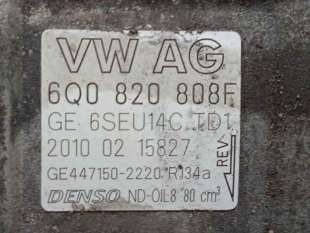 VW AG
6Q0 820 808F
GE 6SEU14C TD1
2010 02 15827
GE447150-2220 R134a
DENSO ND-OIL8 80 cm³
REV.